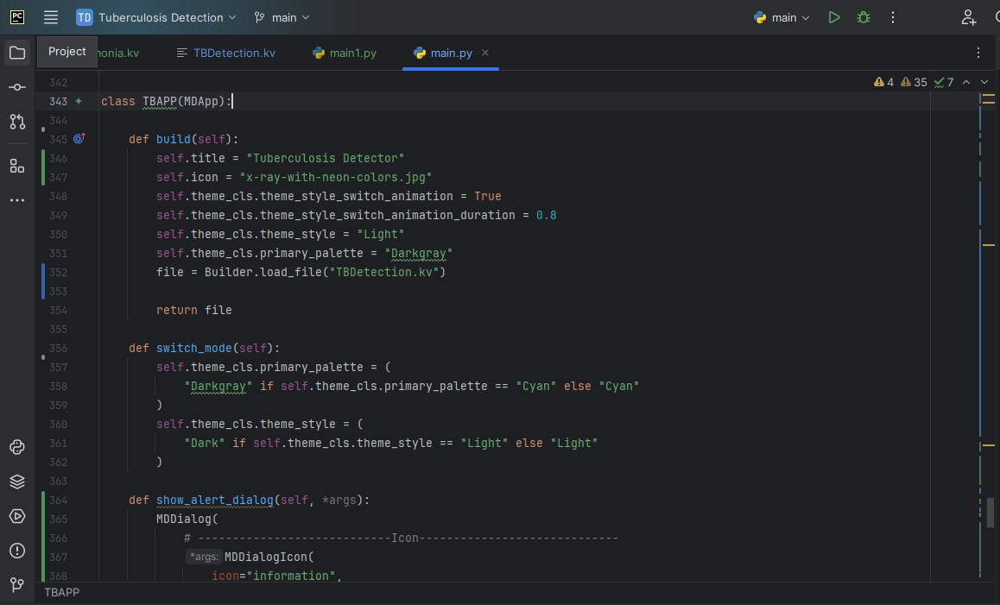 PC TD Tuberculosis Detection main main
Project
monia.kv TBDetection.kv main1.py main.py
4 35 7
342
343 class TBAPP(MDApp):
344
345 def build(self):
346 self.title = "Tuberculosis Detector"
347 self.icon = "x-ray-with-neon-colors.jpg"
348 self.theme_cls.theme_style_switch_animation = True
349 self.theme_cls.theme_style_switch_animation_duration = 0.8
350 self.theme_cls.theme_style = "Light"
351 self.theme_cls.primary_palette = "Darkgray"
352 file = Builder.load_file("TBDetection.kv")
353
354 return file
355
356 def switch_mode(self):
357 self.theme_cls.primary_palette = (
358 "Darkgray" if self.theme_cls.primary_palette == "Cyan" else "Cyan"
359 )
360 self.theme_cls.theme_style = (
361 "Dark" if self.theme_cls.theme_style == "Light" else "Light"
362 )
363
364 def show_alert_dialog(self, *args):
365 MDDialog(
366 # ----------------------------Icon-----------------------------
367 *args: MDDialogIcon(
368 icon="information",
TBAPP